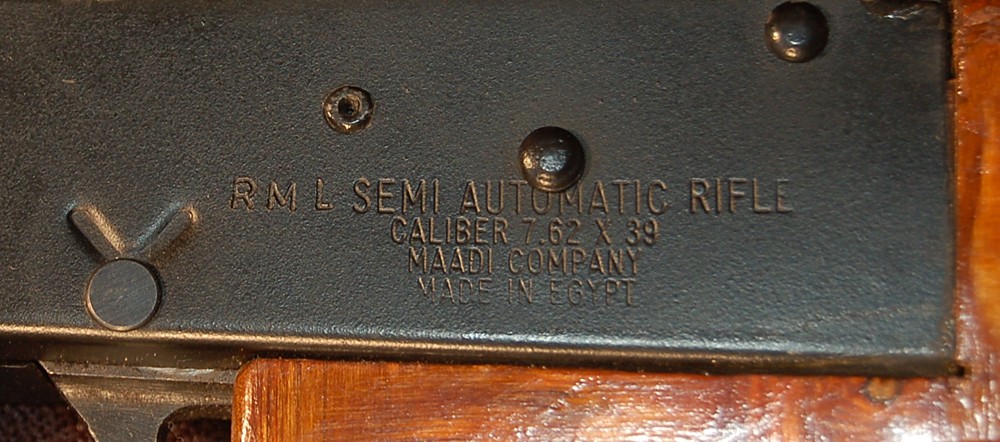 RML SEMI AUTOMATIC RIFLE
CALIBER 7.62 X 39
MAADI COMPANY
MADE IN EGYPT